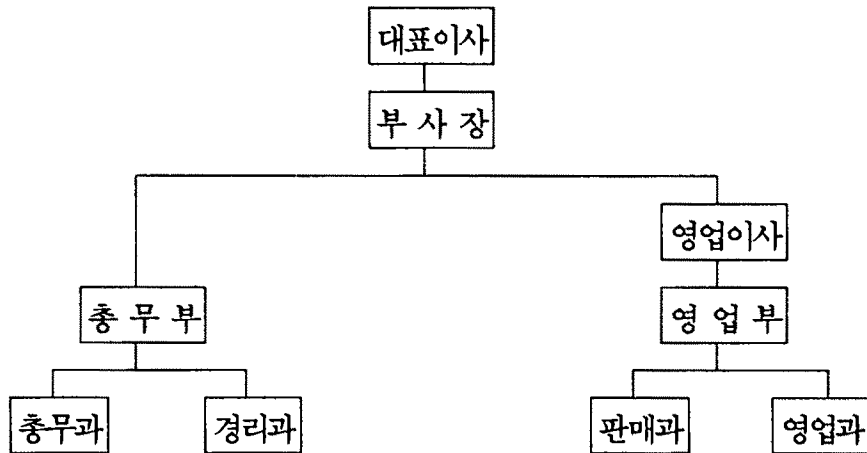 대표이사
부 사 장
영업이사
총 무 부
영 업 부
총무과
경리과
판매과
영업과